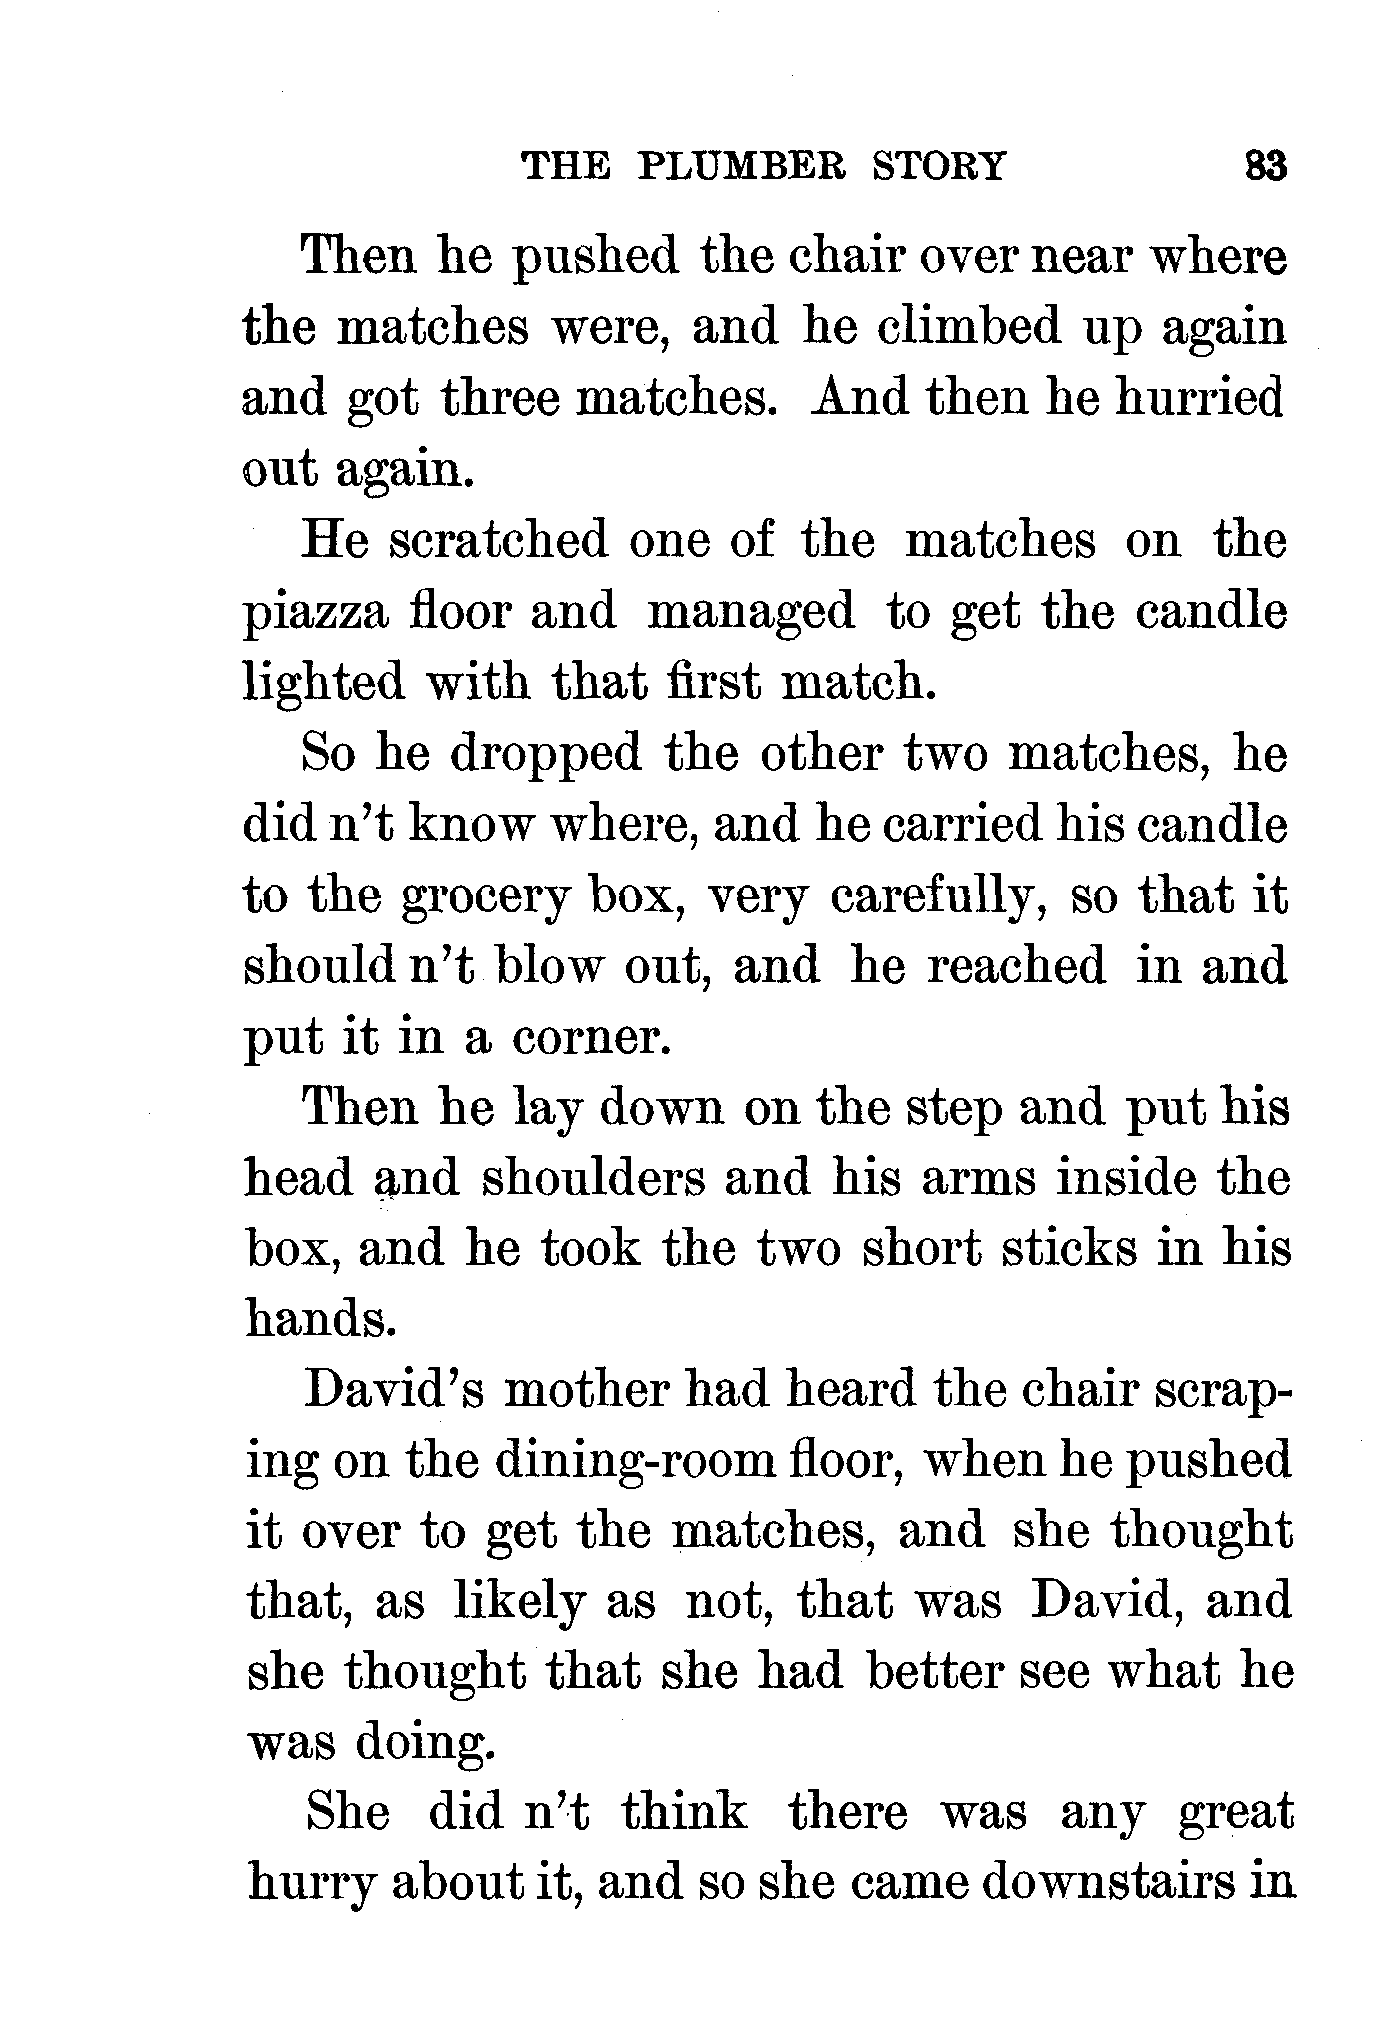 THE PLUMBER STORY 83
Then he pushed the chair over near where
the matches were, and he climbed up again
and got three matches. And then he hurried
out again.
He scratched one of the matches on the
piazza floor and managed to get the candle
lighted with that first match.
So he dropped the other two matches, he
did n't know where, and he carried his candle
to the grocery box, very carefully, so that it
should n't blow out, and he reached in and
put it in a corner.
Then he lay down on the step and put his
head and shoulders and his arms inside the
box, and he took the two short sticks in his
hands.
David's mother had heard the chair scrap-
ing on the dining-room floor, when he pushed
it over to get the matches, and she thought
that, as likely as not, that was David, and
she thought that she had better see what he
was doing.
She did n't think there was any great
hurry about it, and so she came downstairs in